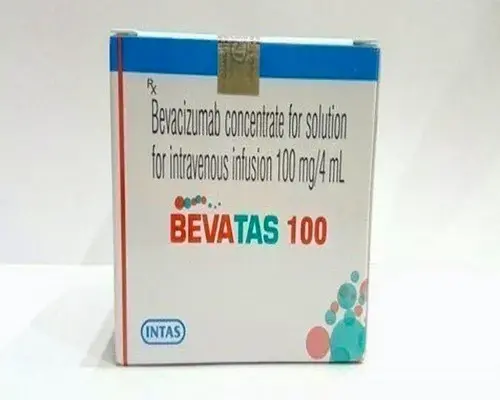 Rx
Bevacizumab concentrate for solution
for intravenous infusion 100 mg/4 mL
BEVATAS 100
INTAS